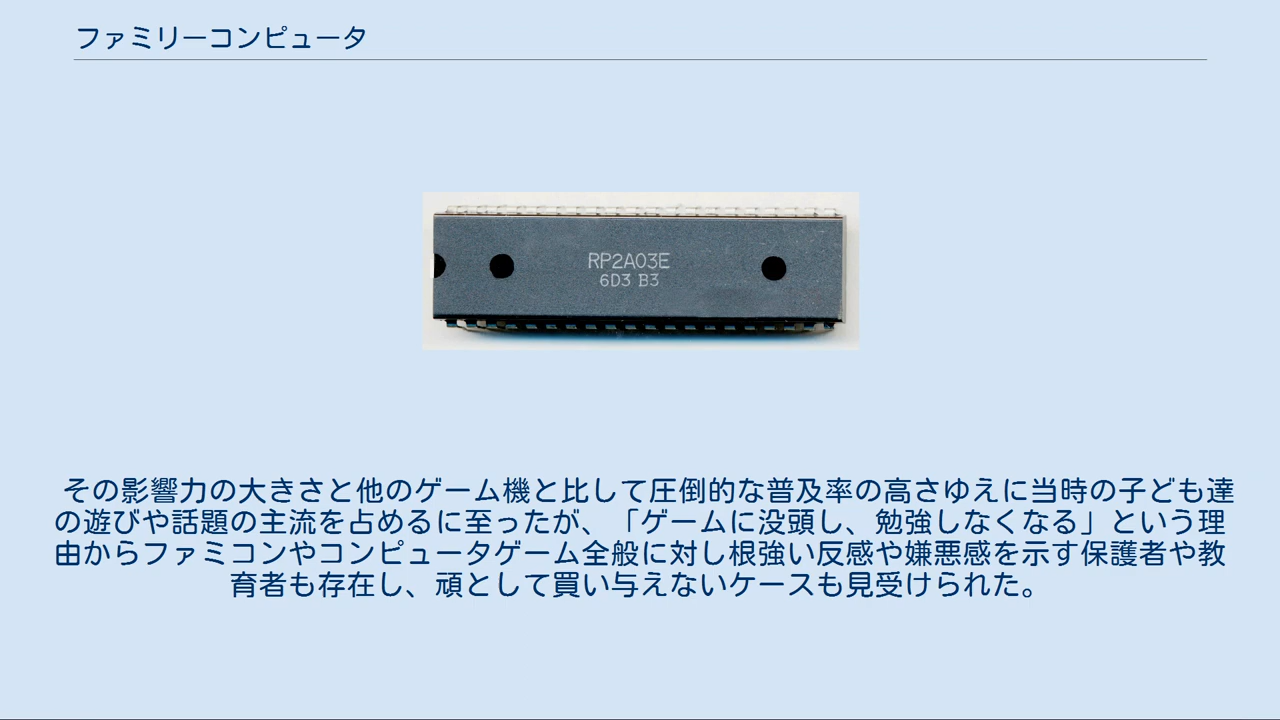 ファミリーコンピュータ
RP2A03E
6D3 B3
その影響力の大きさと他のゲーム機と比して圧倒的な普及率の高さゆえに当時の子ども達
の遊びや話題の主流を占めるに至ったが、「ゲームに没頭し、勉強しなくなる」という理
由からファミコンやコンピュータゲーム全般に対し根強い反感や嫌悪感を示す保護者や教
育者も存在し、頑として買い与えないケースも見受けられた。